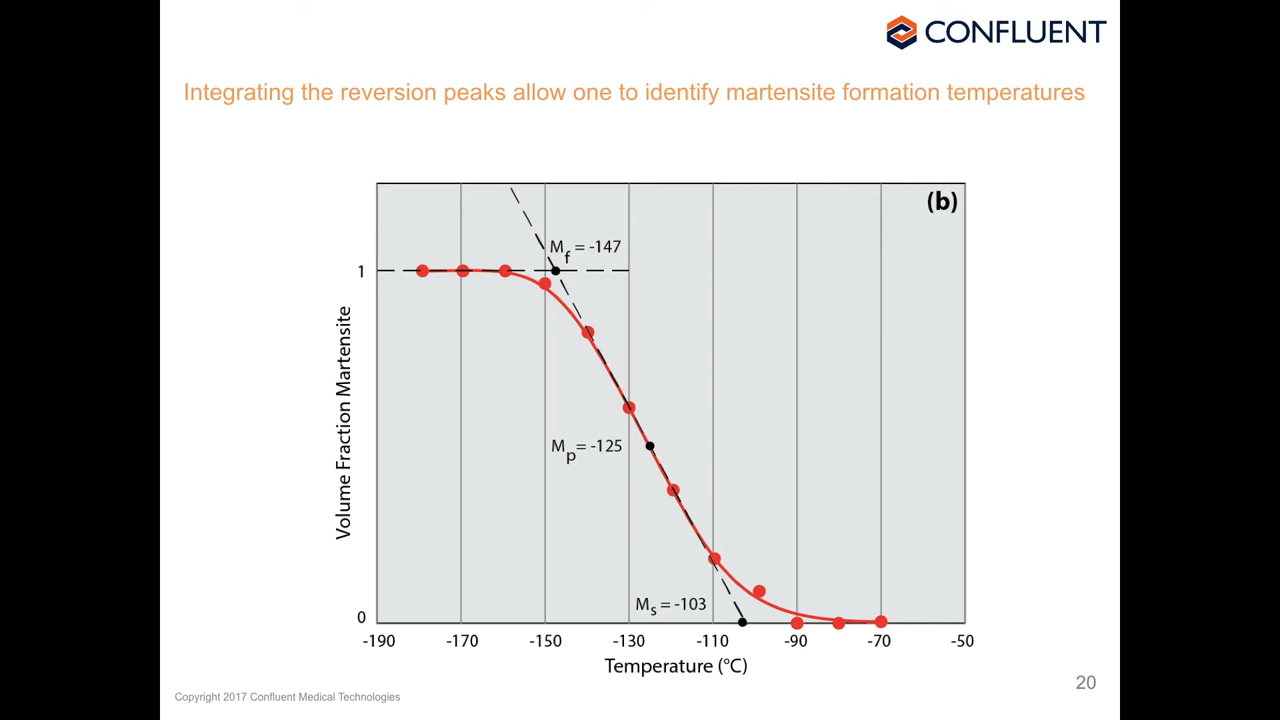 CONFLUENT
Integrating the reversion peaks allow one to identify martensite formation temperatures
(b)
Mf = -147
1
Volume Fraction Martensite
Mp = -125
Ms = -103
0
-190 -170 -150 -130 -110 -90 -70 -50
Temperature (°C)
20
Copyright 2017 Confluent Medical Technologies